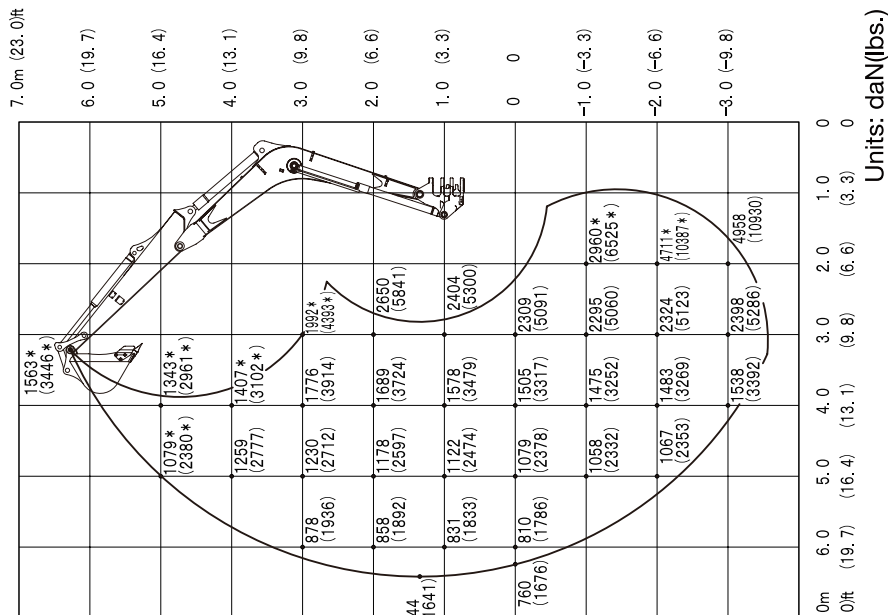 7. 0m (23. 0)ft
1563*
(3446*)
6. 0 (19.7)
1079* 1343*
(2380*) (2961*)
5. 0 (16.4)
1259 1407*
(2777) (3102*)
4. 0 (13.1)
878 1230 1776 1992*
(1936) (2712) (3914) (4393*)
3. 0 (9.8)
858 1178 1689 2650
(1892) (2597) (3724) (5841)
2. 0 (6.6)
44
1641)
831 1122 1578 2404
(1833) (2474) (3479) (5300)
1. 0 (3.3)
810 1079 1505 2309
(1786) (2378) (3317) (5091)
0 0
760
(1676)
1058 1475 2295 2960*
(2332) (3252) (5060) (6525*)
-1. 0 (-3.3)
1067 1483 2324 4711*
(2353) (3269) (5123) (10387*)
-2. 0 (-6.6)
1538 2398 4958
(3392) (5286) (10930)
-3. 0 (-9.8)
0m 6. 0 5. 0 4. 0 3. 0 2. 0 1. 0 0
0)ft (19.7) (16.4) (13.1) (9.8) (6.6) (3.3) 0
Units: daN(lbs.)